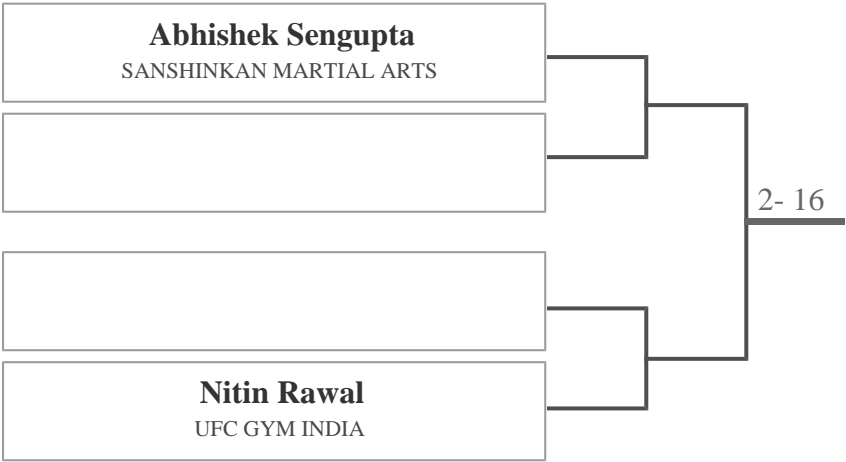 Abhishek Sengupta
SANSHINKAN MARTIAL ARTS
2- 16
Nitin Rawal
UFC GYM INDIA